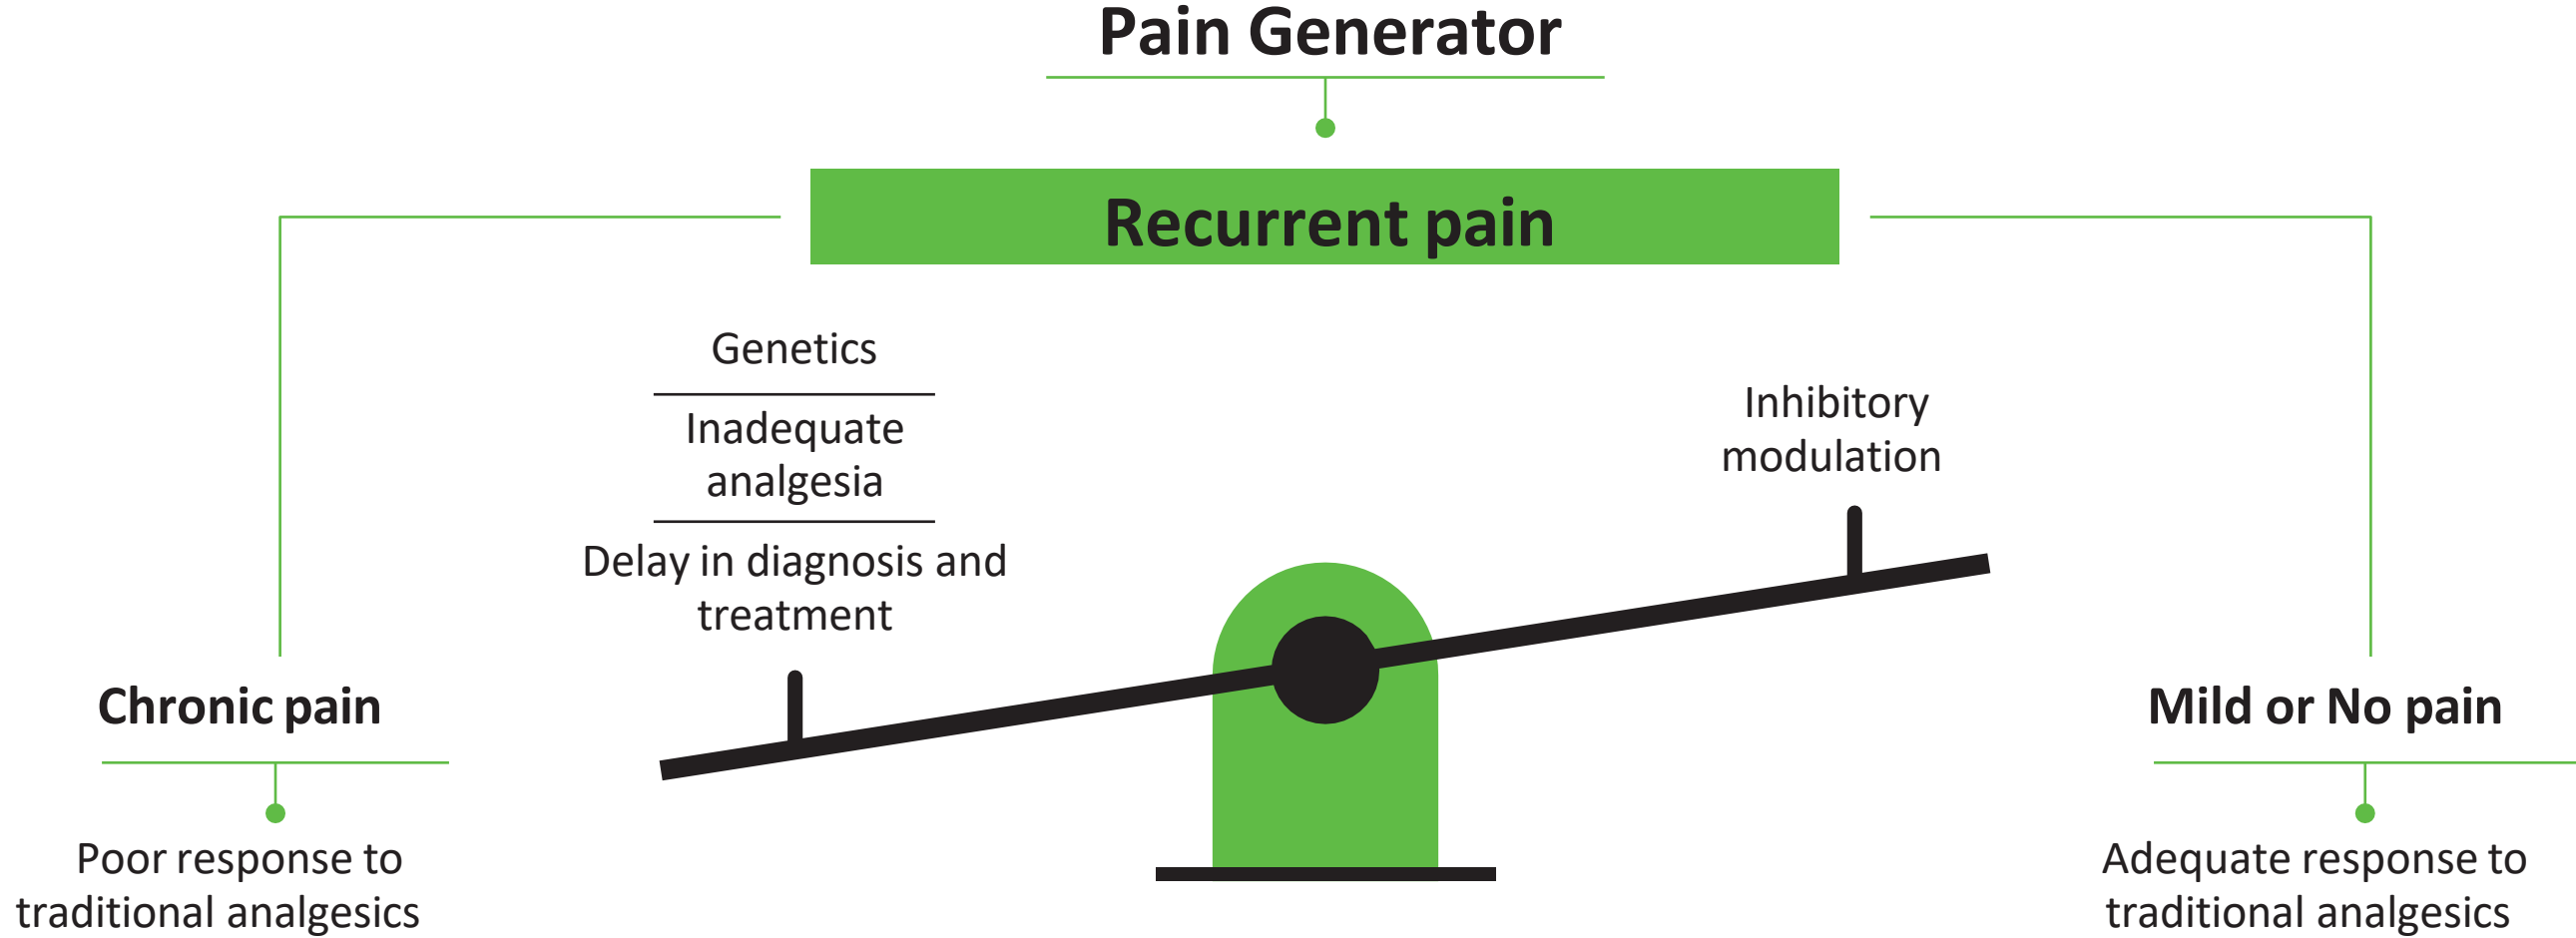 Pain Generator
Recurrent pain
Genetics
Inadequate
analgesia
Delay in diagnosis and
treatment
Inhibitory
modulation
Chronic pain
Poor response to
traditional analgesics
Mild or No pain
Adequate response to
traditional analgesics